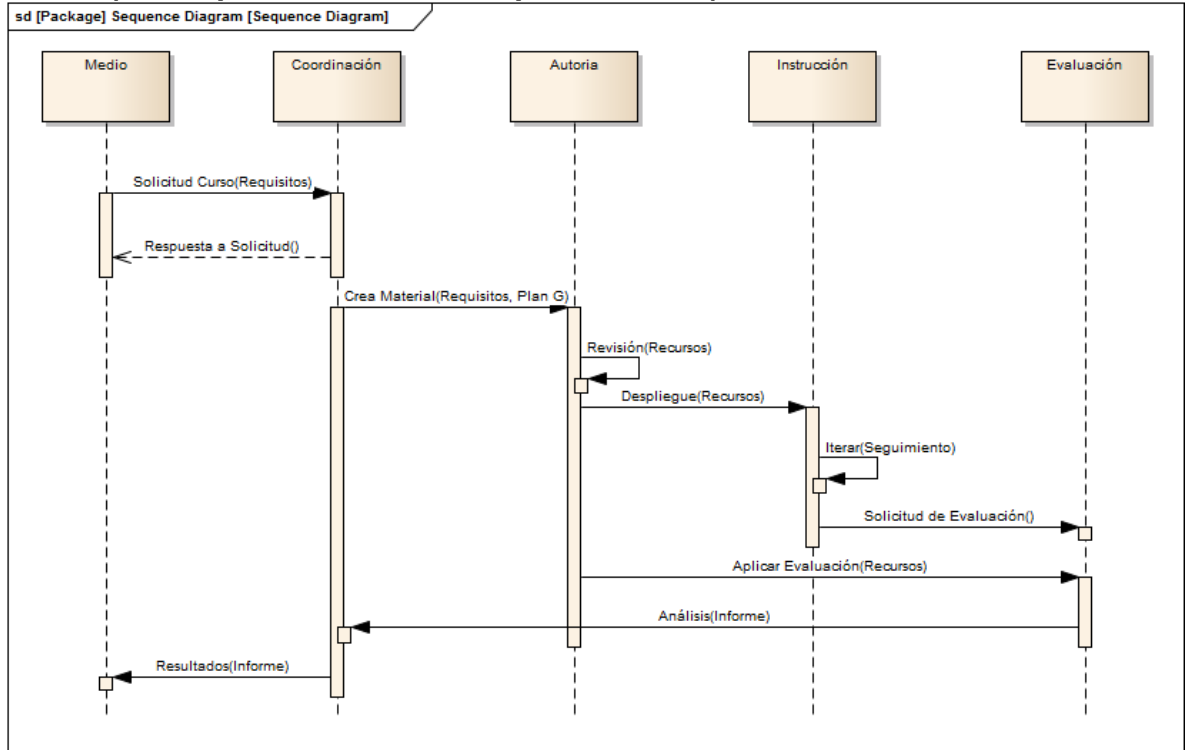 sd [Package] Sequence Diagram [Sequence Diagram]
Medio
Coordinación
Autoria
Instrucción
Evaluación
Solicitud Curso(Requisitos)
Respuesta a Solicitud()
Crea Material(Requisitos, Plan G)
Revisión(Recursos)
Despliegue(Recursos)
Iterar(Seguimiento)
Solicitud de Evaluación()
Aplicar Evaluación(Recursos)
Análisis(Informe)
Resultados(Informe)